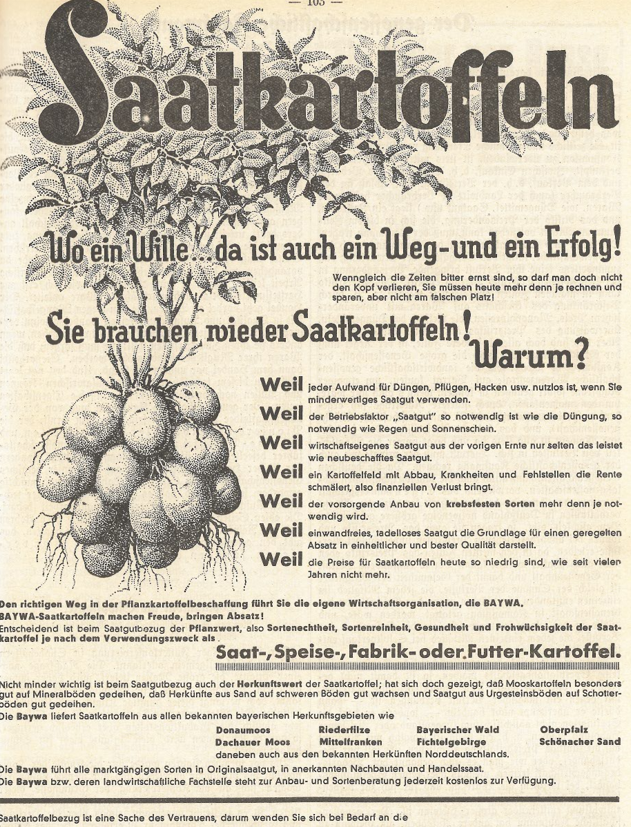 — 105 —
Saatkartoffeln
Wo ein Wille...da ist auch ein Weg-und ein Erfolg!
Wenngleich die Zeiten bitter ernst sind, so darf man doch nicht
den Kopf verlieren, Sie müssen heute mehr denn je rechnen und
sparen, aber nicht am falschen Platz!
Sie brauchen wieder Saatkartoffeln!
Warum?
Weil jeder Aufwand für Düngen, Pflügen, Hacken usw. nutzlos ist, wenn Sie
minderwertiges Saatgut verwenden.
Weil der Betriebsfaktor „Saatgut" so notwendig ist wie die Düngung, so
notwendig wie Regen und Sonnenschein.
Weil wirtschaftseigenes Saatgut aus der vorigen Ernte nur selten das leistet
wie neubeschafftes Saatgut.
Weil ein Kartoffelfeld mit Abbau, Krankheiten und Fehlstellen die Rente
schmälert, also finanziellen Verlust bringt.
Weil der vorsorgende Anbau von krebsfesten Sorten mehr denn je not-
wendig wird.
Weil einwandfreies, tadelloses Saatgut die Grundlage für einen geregelten
Absatz in einheitlicher und bester Qualität darstellt.
Weil die Preise für Saatkartoffeln heute so niedrig sind, wie seit vielen
Jahren nicht mehr.
Den richtigen Weg in der Pflanzkartoffelbeschaffung führt Sie die eigene Wirtschaftsorganisation, die BAYWA.
BAYWA-Saatkartoffeln machen Freude, bringen Absatz!
Entscheidend ist beim Saatgutbezug der Pflanzwert, also Sortenechtheit, Sortenreinheit, Gesundheit und Frohwüchsigkeit der Saat-
kartoffel je nach dem Verwendungszweck als
Saat-, Speise-, Fabrik- oder Futter-Kartoffel.
Nicht minder wichtig ist beim Saatgutbezug auch der Herkunftswert der Saatkartoffel; hat sich doch gezeigt, daß Mooskartoffeln besonders
gut auf Mineralböden gedeihen, daß Herkünfte aus Sand auf schweren Böden gut wachsen und Saatgut aus Urgesteinsböden auf Schotter-
böden gut gedeihen.
Die Baywa liefert Saatkartoffeln aus allen bekannten bayerischen Herkunftsgebieten wie
Donaumoos Riederfilze Bayerischer Wald Oberpfalz
Dachauer Moos Mittelfranken Fichtelgebirge Schönacher Sand
daneben auch aus den bekannten Herkünften Norddeutschlands.
Die Baywa führt alle marktgängigen Sorten in Originalsaatgut, in anerkannten Nachbauten und Handelssaat.
Die Baywa bzw. deren landwirtschaftliche Fachstelle steht zur Anbau- und Sortenberatung jederzeit kostenlos zur Verfügung.
Saatkartoffelbezug ist eine Sache des Vertrauens, darum wenden Sie sich bei Bedarf an die